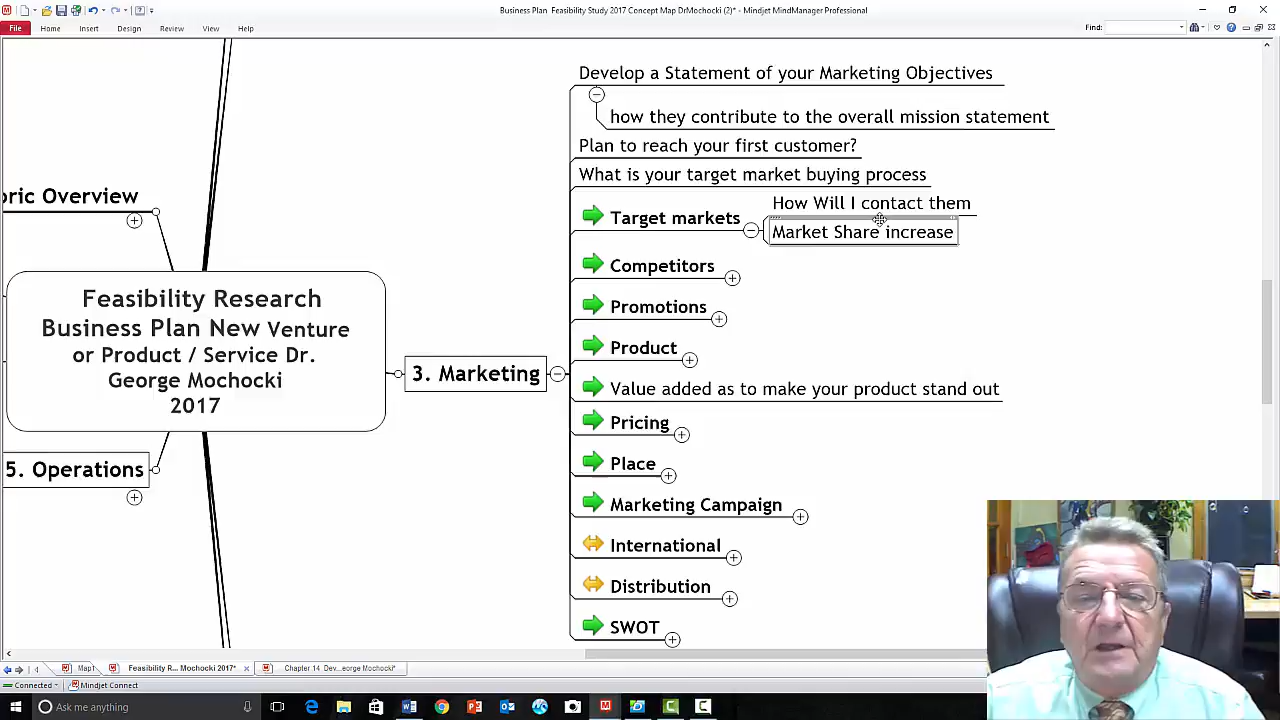 Business Plan Feasibility Study 2017 Concept Map DrMochocki (2)* - Mindjet MindManager Professional
File Home Insert Design Review View Help
Find:
Develop a Statement of your Marketing Objectives
how they contribute to the overall mission statement
Plan to reach your first customer?
What is your target market buying process
How Will I contact them
Target markets
Market Share increase
Competitors
Promotions
Product
Value added as to make your product stand out
Pricing
Place
Marketing Campaign
International
Distribution
SWOT
3. Marketing
oric Overview
Feasibility Research
Business Plan New Venture
or Product / Service Dr.
George Mochocki
2017
5. Operations
Map1 Feasibility R... Mochocki 2017* Chapter 14 Dev...eorge Mochocki*
Connected Mindjet Connect
Ask me anything
7:00 PM